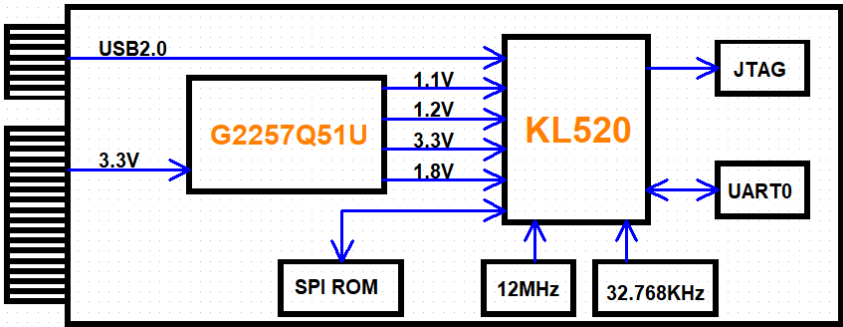 USB2.0
JTAG
1.1V
1.2V
G2257Q51U
KL520
3.3V
3.3V
1.8V
UART0
SPI ROM
12MHz
32.768KHz